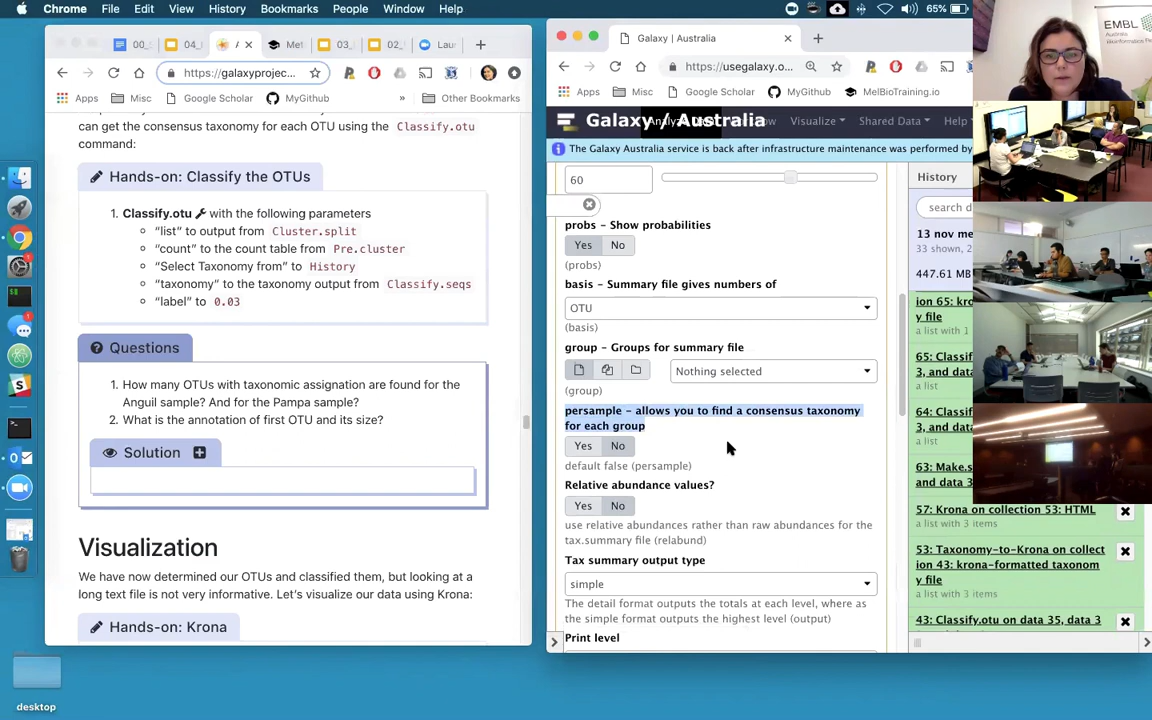 Chrome File Edit View History Bookmarks People Window Help 65%
00_ 04_ Met 03_ 02_ Lau
https://galaxyprojec...
Apps Misc Google Scholar MyGithub » Other Bookmarks
can get the consensus taxonomy for each OTU using the Classify.otu
command:
Hands-on: Classify the OTUs
1. Classify.otu with the following parameters
"list" to output from Cluster.split
"count" to the count table from Pre.cluster
"Select Taxonomy from" to History
"taxonomy" to the taxonomy output from Classify.seqs
"label" to 0.03
Questions
1. How many OTUs with taxonomic assignation are found for the
Anguil sample? And for the Pampa sample?
2. What is the annotation of first OTU and its size?
Solution
Visualization
We have now determined our OTUs and classified them, but looking at a
long text file is not very informative. Let's visualize our data using Krona:
Hands-on: Krona
desktop
Galaxy | Australia
https://usegalaxy.o...
Apps Misc Google Scholar MyGithub MelBioTraining.io
Galaxy / Australia Visualize Shared Data Help
The Galaxy Australia service is back after infrastructure maintenance was performed by
60
probs - Show probabilities
Yes No
(probs)
basis - Summary file gives numbers of
OTU
(basis)
group - Groups for summary file
Nothing selected
(group)
persample - allows you to find a consensus taxonomy
for each group
Yes No
default false (persample)
Relative abundance values?
Yes No
use relative abundances rather than raw abundances for the
tax.summary file (relabund)
Tax summary output type
simple
The detail format outputs the totals at each level, where as
the simple format outputs the highest level (output)
Print level
History
search d
13 nov me
33 shown, 2
447.61 MB
ion 65: kro
y file
a list with 1
65: Classif
3, and data
a list
64: Classif
3, and data
a list
63: Make.s
and data 3
57: Krona on collection 53: HTML
a list with 3 items
53: Taxonomy-to-Krona on collect
ion 43: krona-formatted taxonom
y file
a list with 3 items
43: Classify.otu on data 35, data 3
EMBL